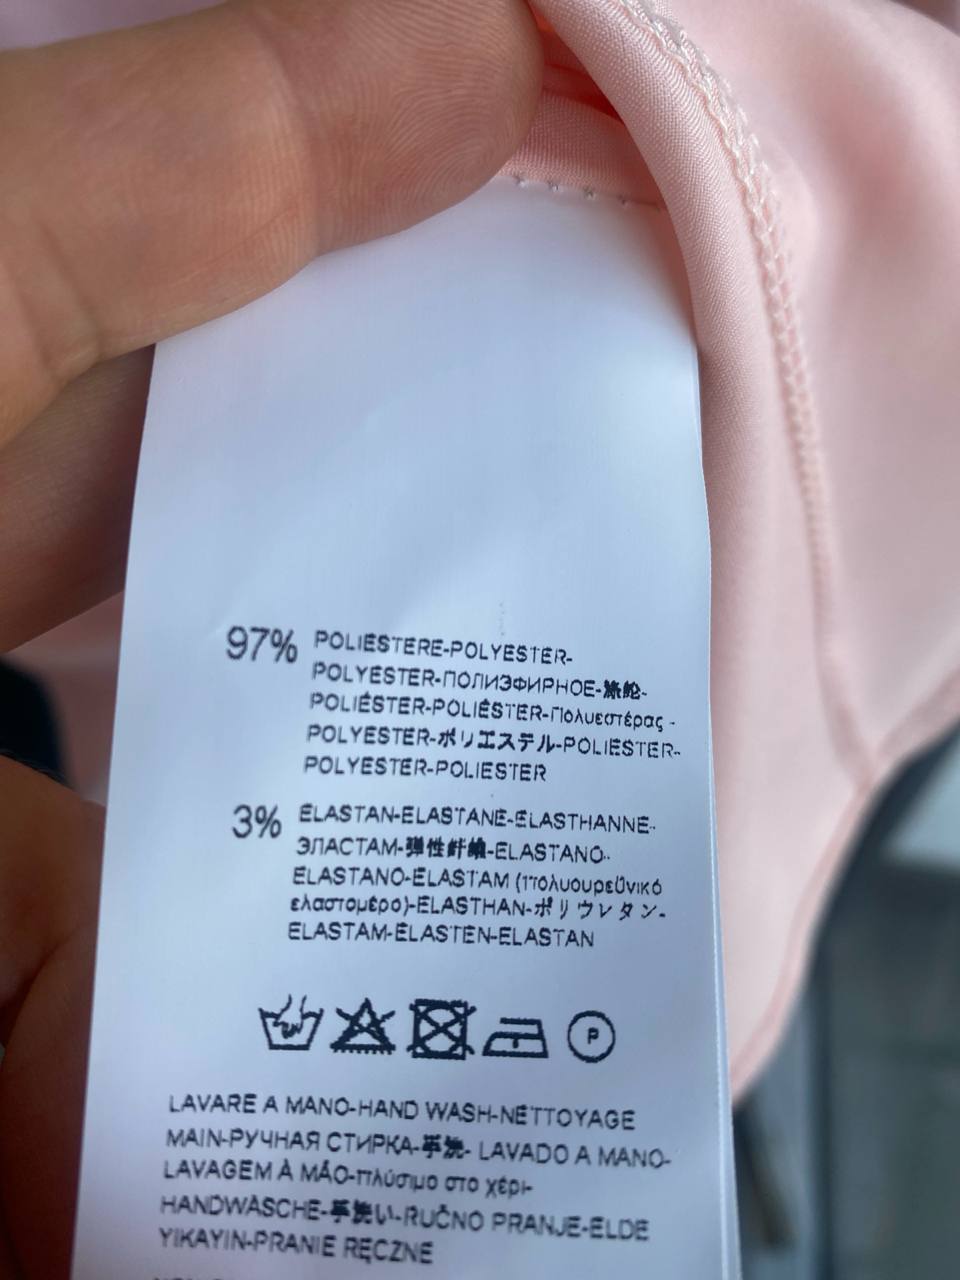 97% POLIESTERE-POLYESTER-
POLYESTER-ПОЛИЭФИРНОЕ-涤纶-
POLIÉSTER-POLIÉSTER-Πολυεστέρας -
POLYESTER-ポリエステル-POLIESTER-
POLYESTER-POLIESTER
3% ELASTAN-ELASTANE-ELASTHANNE-
ЭЛАСТАМ-弹性纤维-ELASTANO-
ELASTANO-ELASTAM (πολυουρεϋνικό
ελαστομέρο)-ELASTHAN-ポリウレタン-
ELASTAM-ELASTEN-ELASTAN
P
LAVARE A MANO-HAND WASH-NETTOYAGE
MAIN-РУЧНАЯ СТИРКА-手洗- LAVADO A MANO-
LAVAGEM À MÃO-πλύσιμο στο χέρι-
HANDWÄSCHE-手洗い-RUČNO PRANJE-ELDE
YIKAYIN-PRANIE RĘCZNE